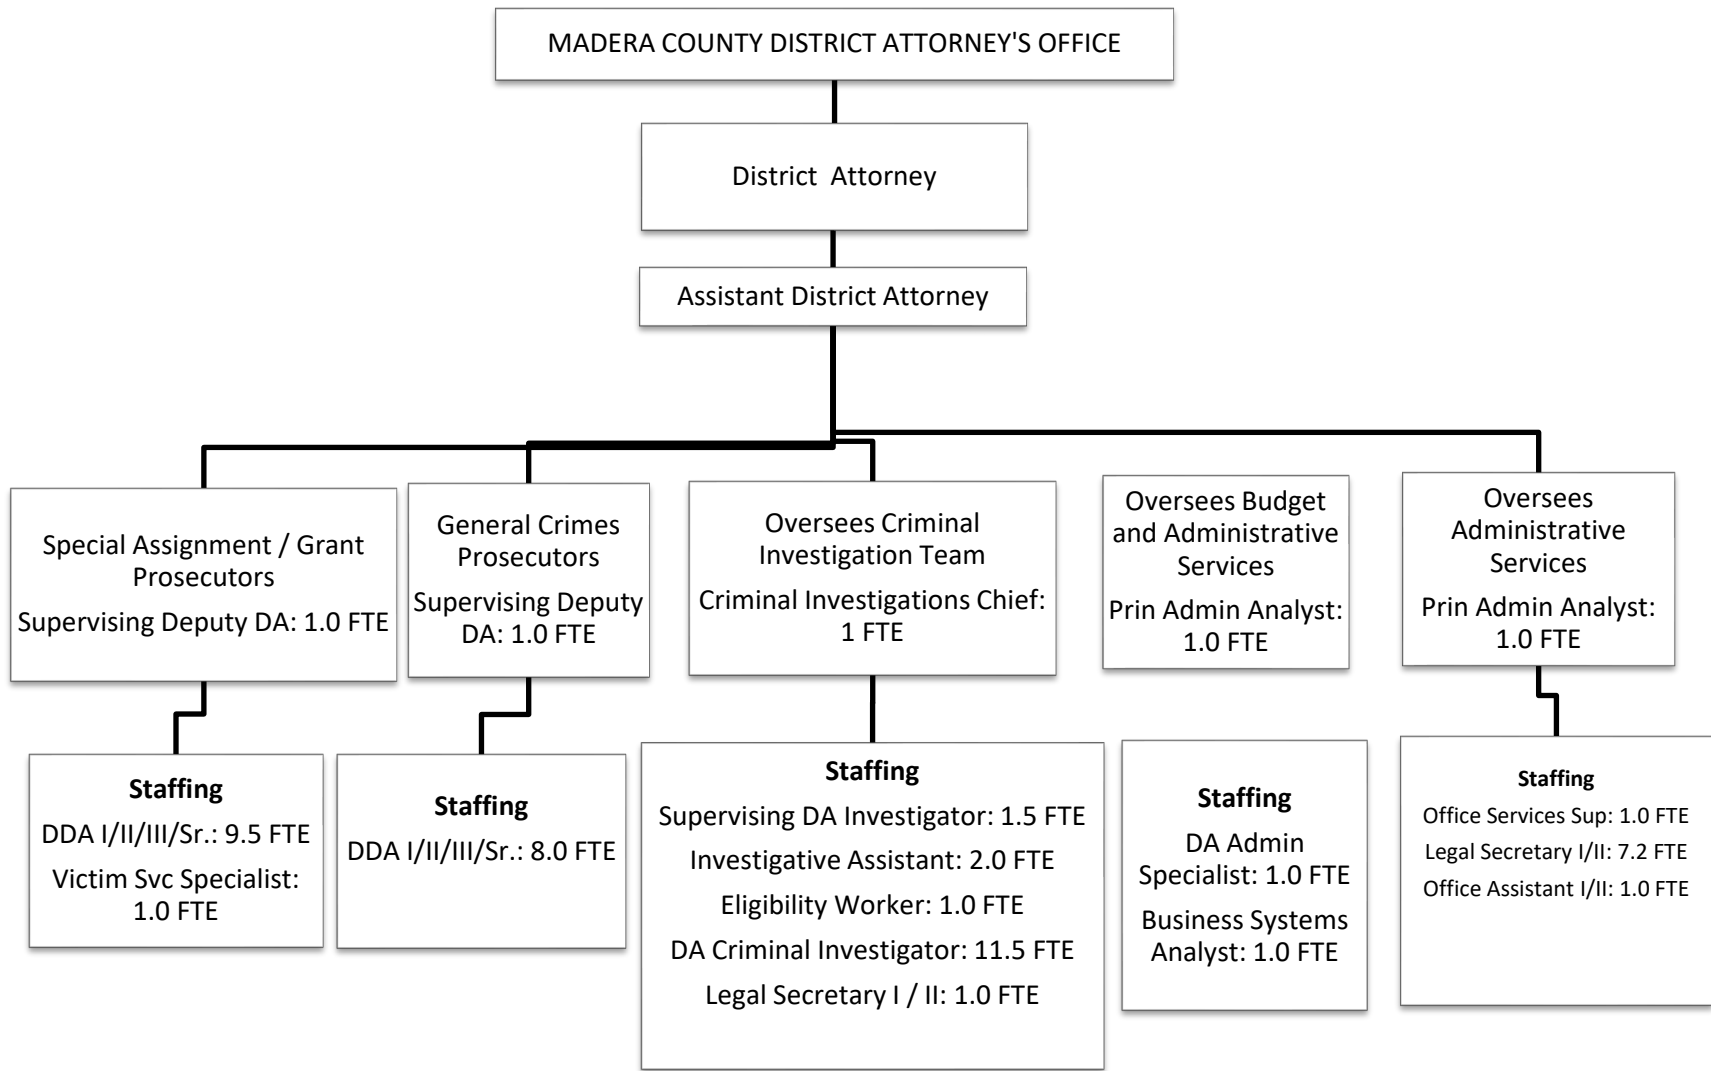 MADERA COUNTY DISTRICT ATTORNEY'S OFFICE
District  Attorney
Assistant District Attorney
Special Assignment / Grant
Prosecutors
Supervising Deputy DA: 1.0 FTE
General Crimes
Prosecutors
Supervising Deputy
DA: 1.0 FTE
Oversees Criminal
Investigation Team
Criminal Investigations Chief:
1 FTE
Oversees Budget
and Administrative
Services
Prin Admin Analyst:
1.0 FTE
Oversees
Administrative
Services
Prin Admin Analyst:
1.0 FTE
Staffing
DDA I/II/III/Sr.: 9.5 FTE
Victim Svc Specialist:
1.0 FTE
Staffing
DDA I/II/III/Sr.: 8.0 FTE
Staffing
Supervising DA Investigator: 1.5 FTE
Investigative Assistant: 2.0 FTE
Eligibility Worker: 1.0 FTE
DA Criminal Investigator: 11.5 FTE
Legal Secretary I / II: 1.0 FTE
Staffing
DA Admin
Specialist: 1.0 FTE
Business Systems
Analyst: 1.0 FTE
Staffing
Office Services Sup: 1.0 FTE
Legal Secretary I/II: 7.2 FTE
Office Assistant I/II: 1.0 FTE